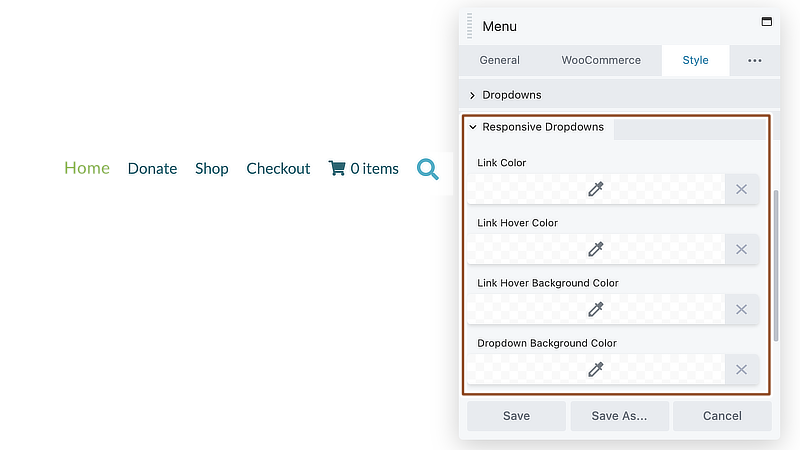 Home Donate Shop Checkout 0 items
Menu
General WooCommerce Style
Dropdowns
Responsive Dropdowns
Link Color
Link Hover Color
Link Hover Background Color
Dropdown Background Color
Save Save As... Cancel